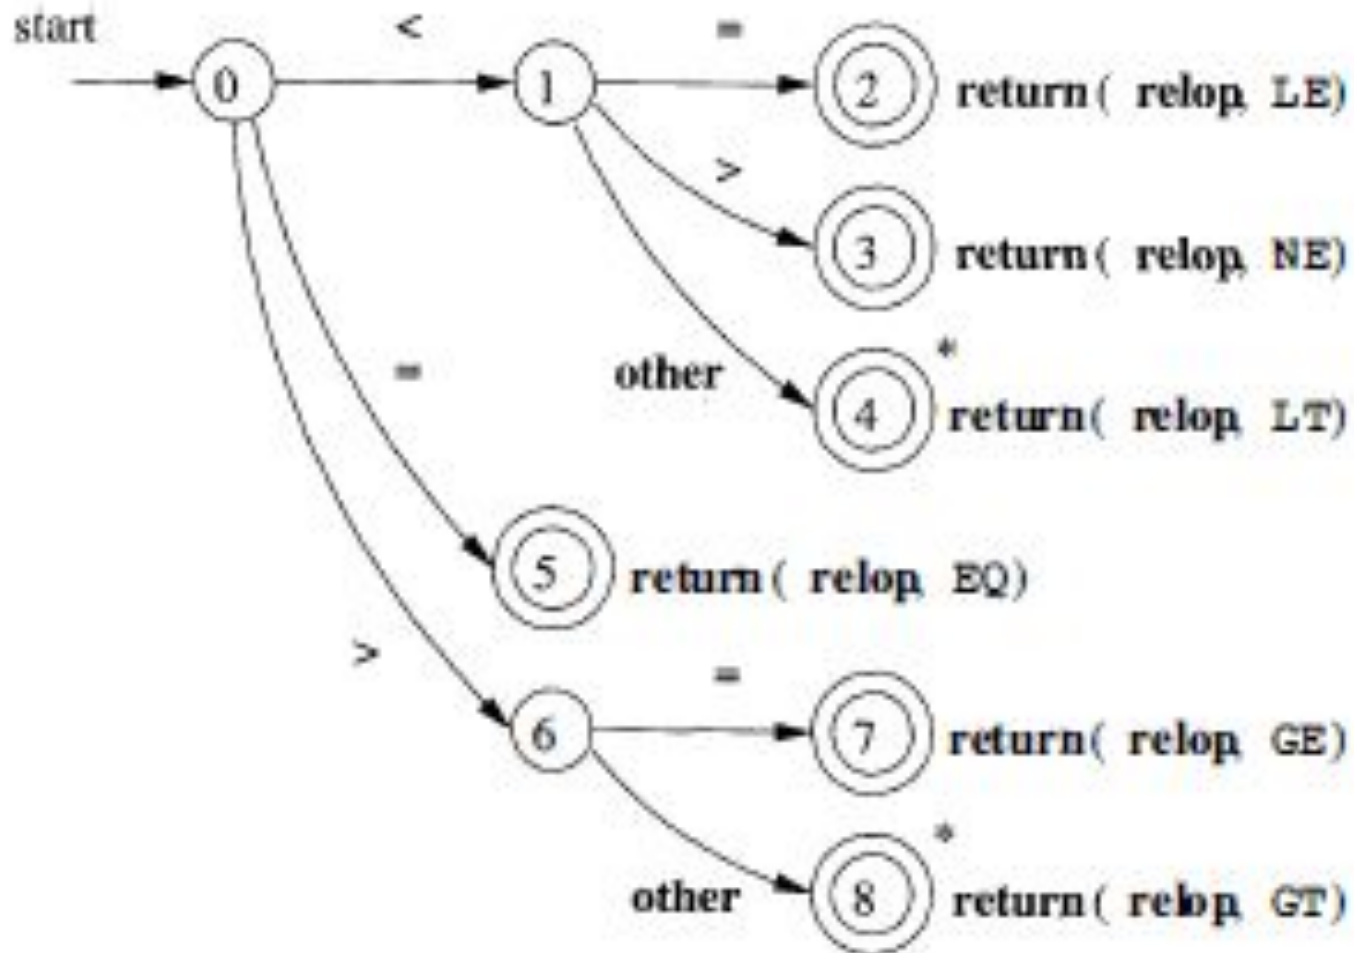 start
<
=
0
1
2
return( relop, LE)
>
3
return( relop, NE)
*
other
4
return( relop, LT)
=
5
return( relop, EQ)
>
=
6
7
return( relop, GE)
*
other
8
return( relop, GT)